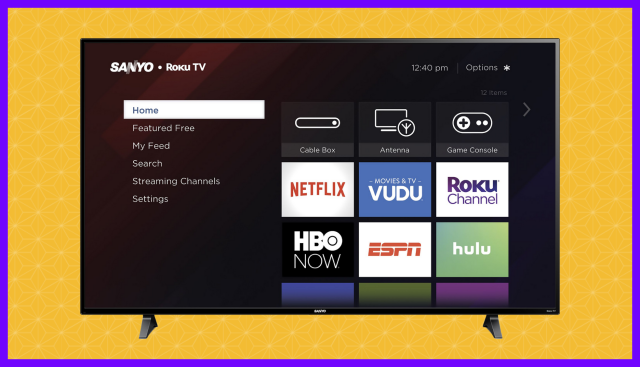 SANYO • ROKU TV
12:40 pm | Options *
12 items
Home
Featured Free
My Feed
Search
Streaming Channels
Settings
Cable Box
Antenna
Game Console
NETFLIX
– MOVIES & TV –
VUDU
ROKU
Channel
HBO
NOW
ESPN
hulu
SANYO